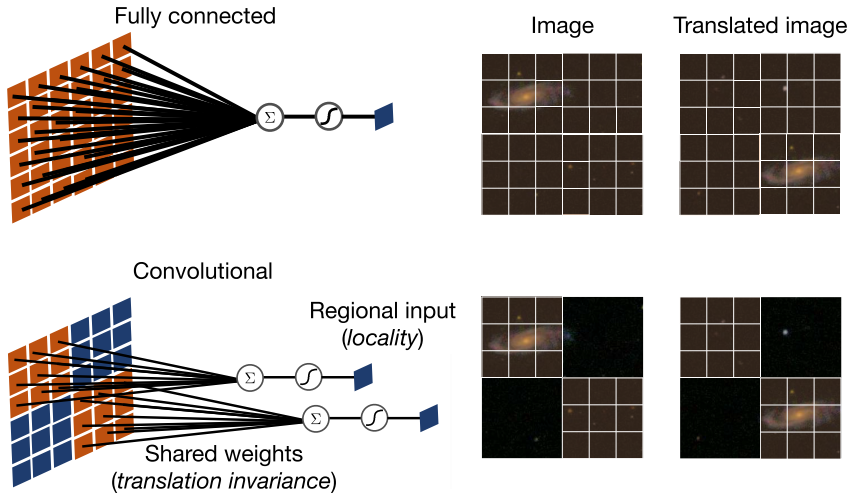 Fully connected
Image
Translated image
Σ
Convolutional
Regional input
(locality)
Σ
Σ
Shared weights
(translation invariance)